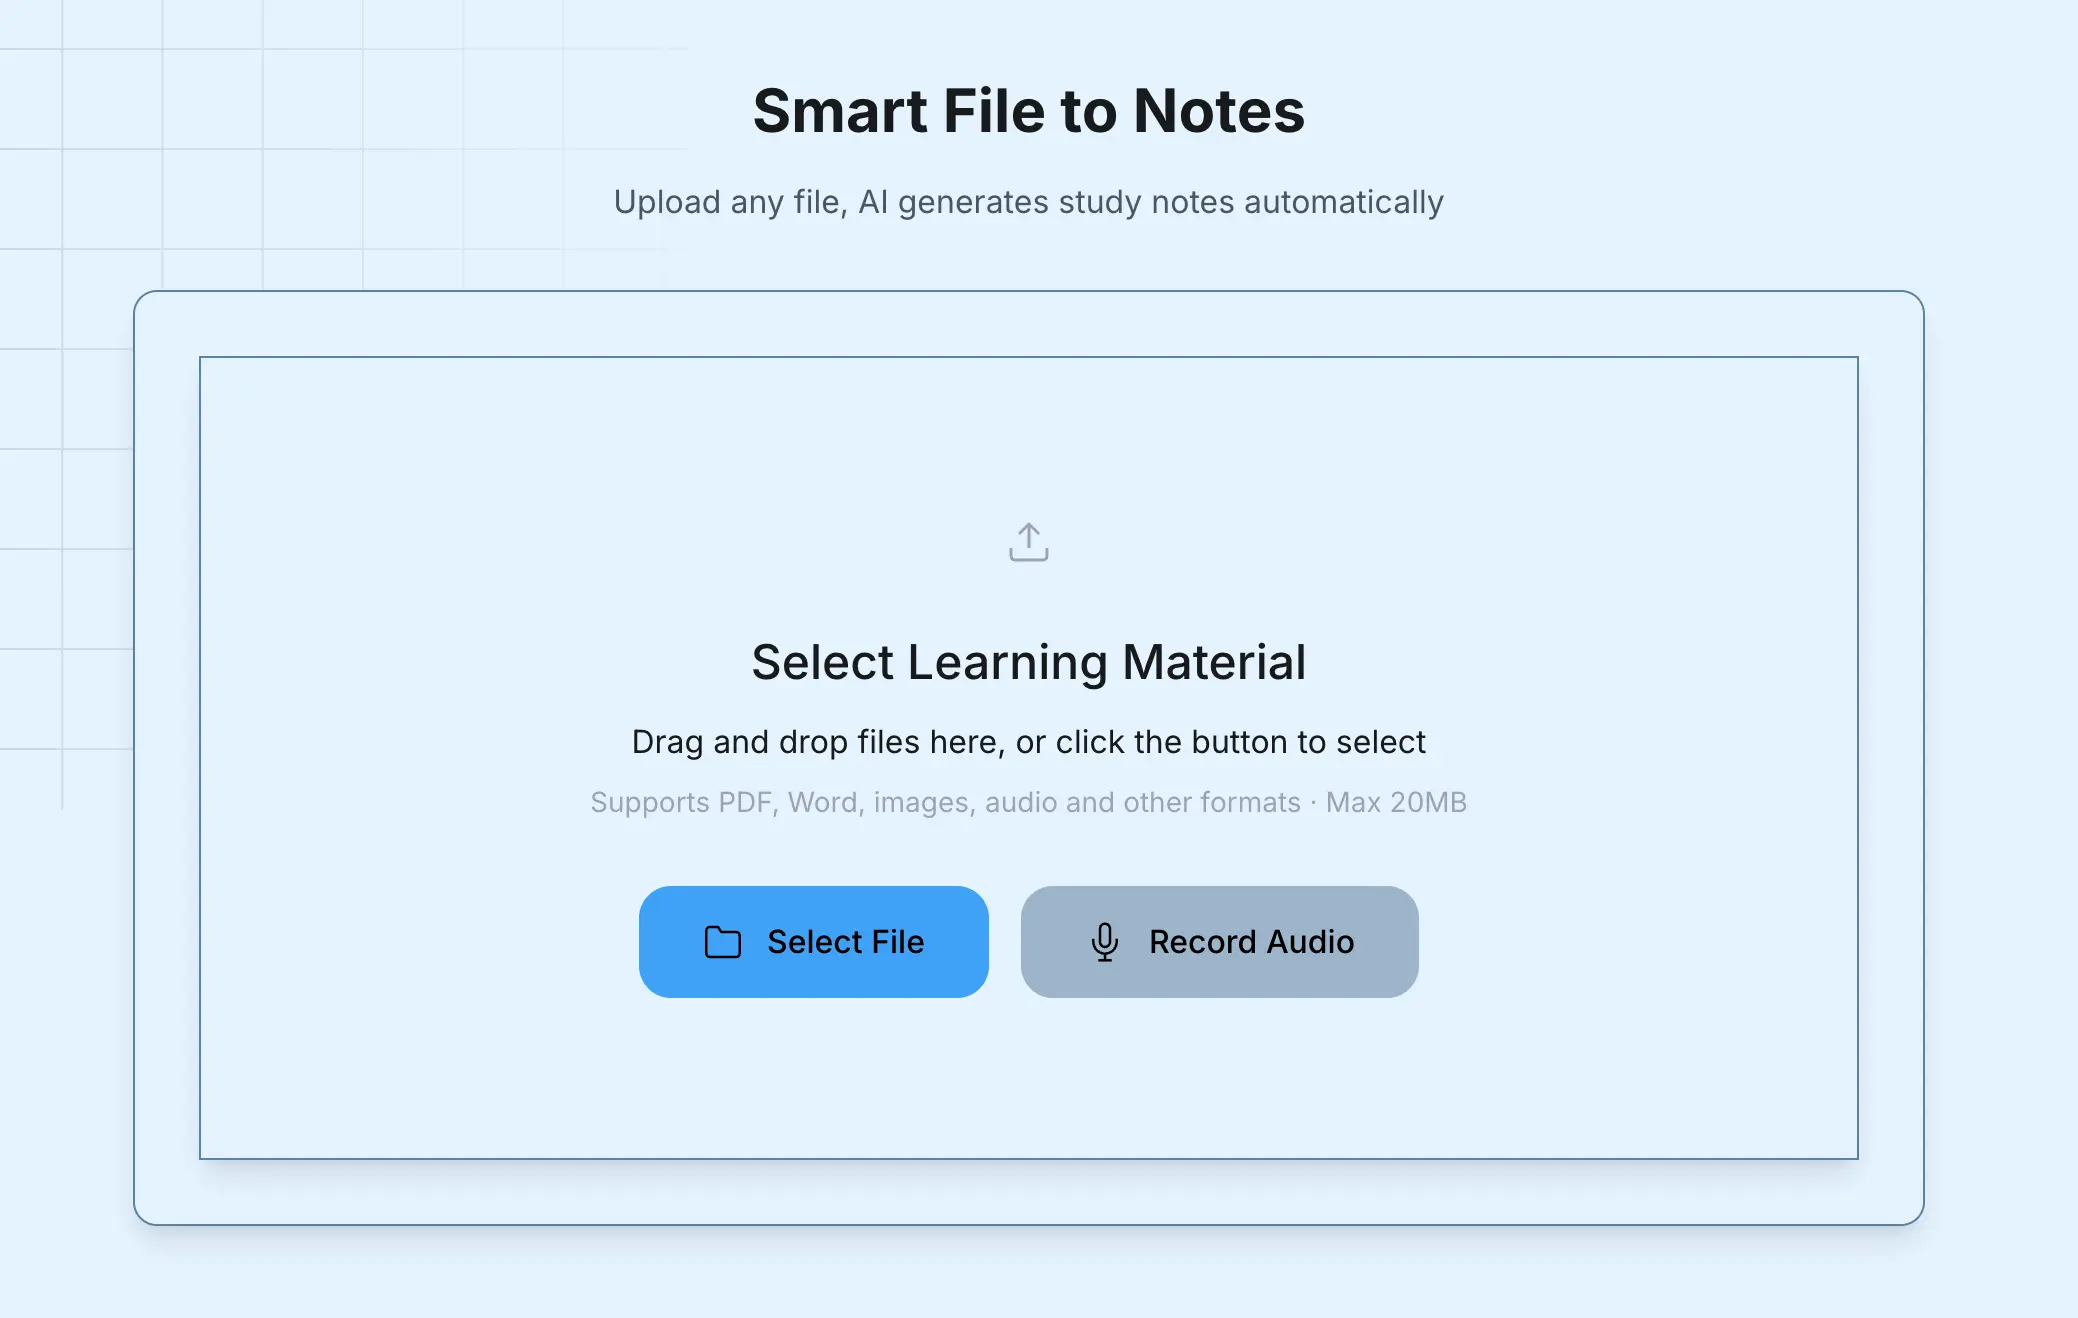 Smart File to Notes
Upload any file, AI generates study notes automatically
Select Learning Material
Drag and drop files here, or click the button to select
Supports PDF, Word, images, audio and other formats · Max 20MB
Select File
Record Audio